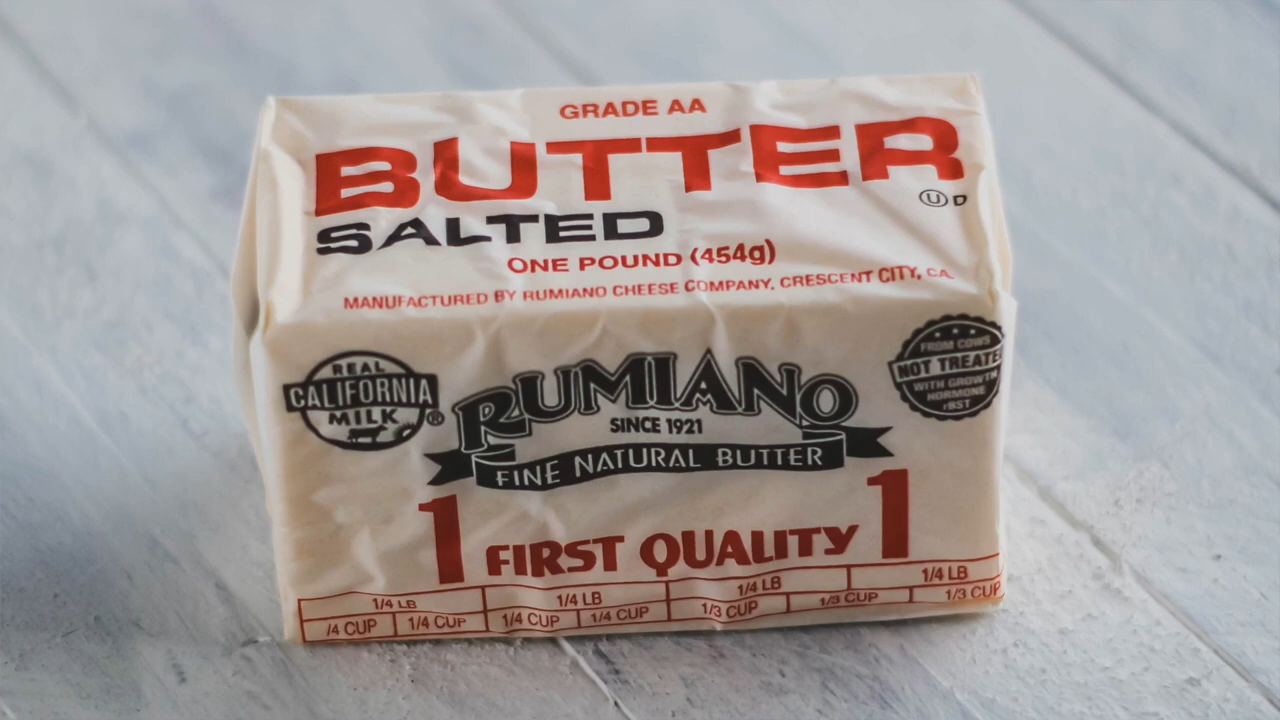 GRADE AA
BUTTER
SALTED
U D
ONE POUND (454g)
MANUFACTURED BY RUMIANO CHEESE COMPANY, CRESCENT CITY, CA.
REAL
CALIFORNIA
MILK ®
RUMIANO
SINCE 1921
FINE NATURAL BUTTER
FROM COWS
NOT TREATE
WITH GROWTH
HORMONE
rBST
1 FIRST QUALITY 1
1/4 LB 1/4 LB 1/4 LB 1/4 LB
/4 CUP 1/4 CUP 1/4 CUP 1/4 CUP 1/3 CUP 1/3 CUP 1/3 CUP